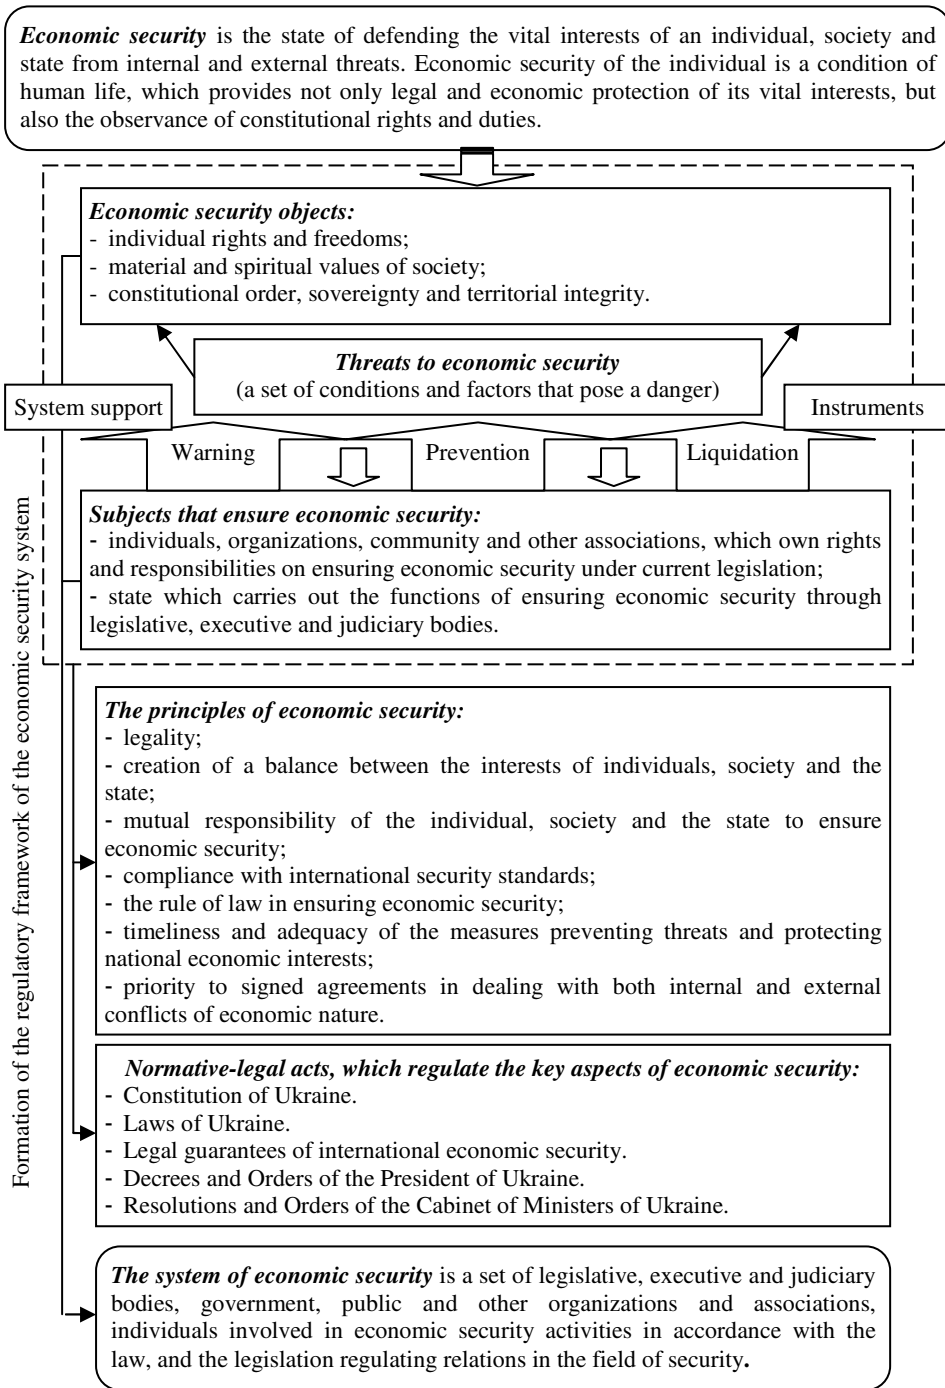 Economic security is the state of defending the vital interests of an individual, society and
state from internal and external threats. Economic security of the individual is a condition of
human life, which provides not only legal and economic protection of its vital interests, but
also the observance of constitutional rights and duties.
Economic security objects:
- individual rights and freedoms;
- material and spiritual values of society;
- constitutional order, sovereignty and territorial integrity.
Threats to economic security
(a set of conditions and factors that pose a danger)
System support
Instruments
Warning
Prevention
Liquidation
Subjects that ensure economic security:
- individuals, organizations, community and other associations, which own rights
and responsibilities on ensuring economic security under current legislation;
- state which carries out the functions of ensuring economic security through
legislative, executive and judiciary bodies.
Formation of the regulatory framework of the economic security system
The principles of economic security:
- legality;
- creation of a balance between the interests of individuals, society and the
state;
- mutual responsibility of the individual, society and the state to ensure
economic security;
- compliance with international security standards;
- the rule of law in ensuring economic security;
- timeliness and adequacy of the measures preventing threats and protecting
national economic interests;
- priority to signed agreements in dealing with both internal and external
conflicts of economic nature.
Normative-legal acts, which regulate the key aspects of economic security:
- Constitution of Ukraine.
- Laws of Ukraine.
- Legal guarantees of international economic security.
- Decrees and Orders of the President of Ukraine.
- Resolutions and Orders of the Cabinet of Ministers of Ukraine.
The system of economic security is a set of legislative, executive and judiciary
bodies, government, public and other organizations and associations,
individuals involved in economic security activities in accordance with the
law, and the legislation regulating relations in the field of security.